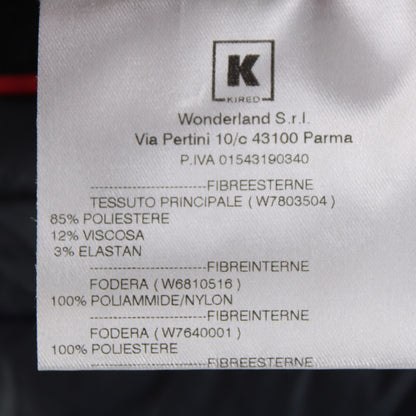 K
KIRED
Wonderland S.r.l.
Via Pertini 10/c 43100 Parma
P.IVA 01543190340
--------------------FIBREESTERNE
TESSUTO PRINCIPALE ( W7803504 )
85% POLIESTERE
12% VISCOSA
3% ELASTAN
--------------------FIBREINTERNE
FODERA ( W6810516 )
100% POLIAMMIDE/NYLON
--------------------FIBREINTERNE
FODERA ( W7640001 )
100% POLIESTERE
--------------------FIBREESTERNE